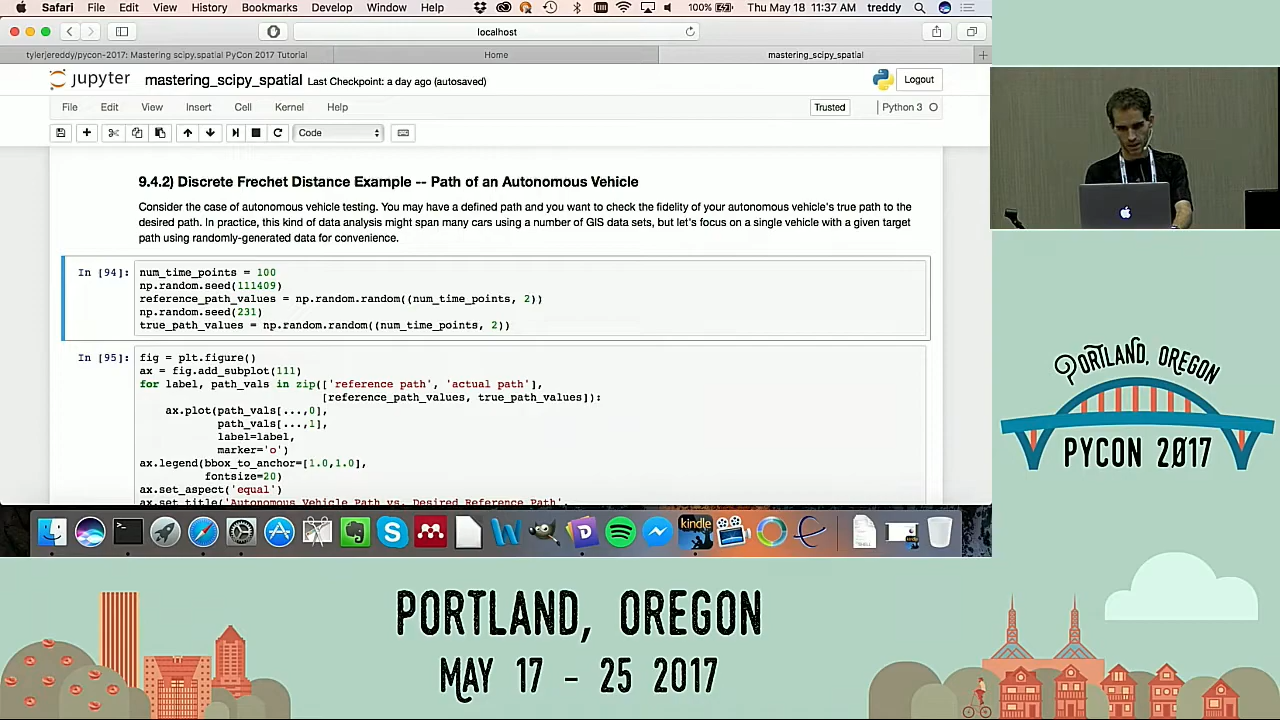 Safari File Edit View History Bookmarks Develop Window Help 100% Thu May 18 11:37 AM treddy
localhost
tylerjereddy/pycon-2017: Mastering scipy.spatial PyCon 2017 Tutorial Home mastering_scipy_spatial
jupyter mastering_scipy_spatial Last Checkpoint: a day ago (autosaved) Logout
File Edit View Insert Cell Kernel Help Trusted Python 3
Code
9.4.2) Discrete Frechet Distance Example -- Path of an Autonomous Vehicle
Consider the case of autonomous vehicle testing. You may have a defined path and you want to check the fidelity of your autonomous vehicle's true path to the
desired path. In practice, this kind of data analysis might span many cars using a number of GIS data sets, but let's focus on a single vehicle with a given target
path using randomly-generated data for convenience.
In [94]: num_time_points = 100
np.random.seed(111409)
reference_path_values = np.random.random((num_time_points, 2))
np.random.seed(231)
true_path_values = np.random.random((num_time_points, 2))
In [95]: fig = plt.figure()
ax = fig.add_subplot(111)
for label, path_vals in zip(['reference path', 'actual path'],
[reference_path_values, true_path_values]):
ax.plot(path_vals[...,0],
path_vals[...,1],
label=label,
marker='o')
ax.legend(bbox_to_anchor=[1.0,1.0],
fontsize=20)
ax.set_aspect('equal')
ax.set_title('Autonomous Vehicle Path vs. Desired Reference Path',
kindle
PORTLAND, OREGON
PYCON 2017
PORTLAND, OREGON
MAY 17 - 25 2017